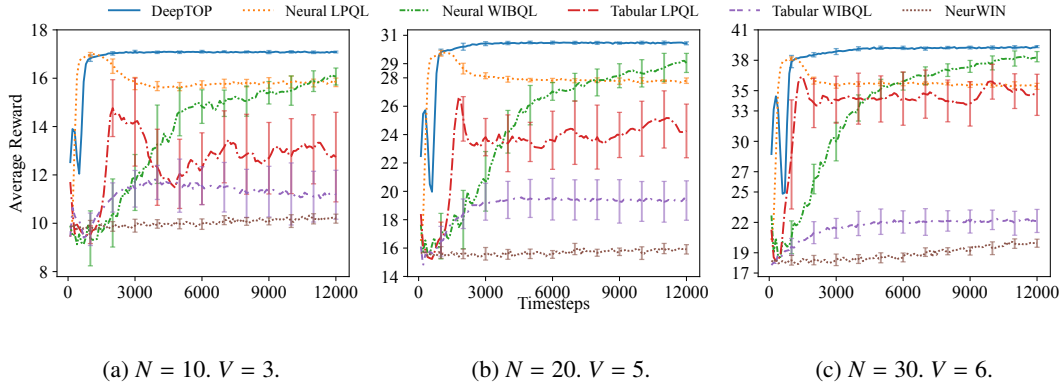 DeepTOP Neural LPQL Neural WIBQL Tabular LPQL Tabular WIBQL NeurWIN
Average Reward
18
16
14
12
10
8
0 3000 6000 9000 12000
31
28
26
24
22
20
18
16
14
0 3000 6000 9000 12000
Timesteps
41
38
35
33
30
27
25
22
19
17
0 3000 6000 9000 12000
(a) N = 10. V = 3.
(b) N = 20. V = 5.
(c) N = 30. V = 6.